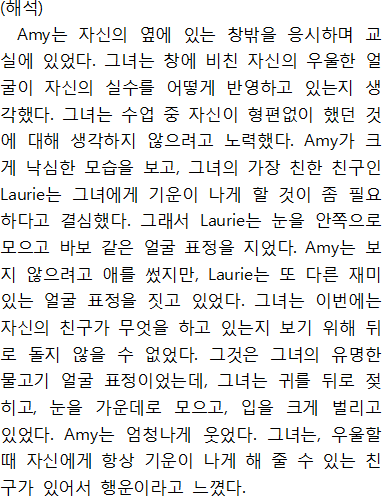 (해석)
Amy는 자신의 옆에 있는 창밖을 응시하며 교
실에 있었다. 그녀는 창에 비친 자신의 우울한 얼
굴이 자신의 실수를 어떻게 반영하고 있는지 생
각했다. 그녀는 수업 중 자신이 형편없이 했던 것
에 대해 생각하지 않으려고 노력했다. Amy가 크
게 낙심한 모습을 보고, 그녀의 가장 친한 친구인
Laurie는 그녀에게 기운이 나게 할 것이 좀 필요
하다고 결심했다. 그래서 Laurie는 눈을 안쪽으로
모으고 바보 같은 얼굴 표정을 지었다. Amy는 보
지 않으려고 애를 썼지만, Laurie는 또 다른 재미
있는 얼굴 표정을 짓고 있었다. 그녀는 이번에는
자신의 친구가 무엇을 하고 있는지 보기 위해 뒤
로 돌지 않을 수 없었다. 그것은 그녀의 유명한
물고기 얼굴 표정이었는데, 그녀는 귀를 뒤로 젖
히고, 눈을 가운데로 모으고, 입을 크게 벌리고
있었다. Amy는 엄청나게 웃었다. 그녀는, 우울할
때 자신에게 항상 기운이 나게 해 줄 수 있는 친
구가 있어서 행운이라고 느꼈다.